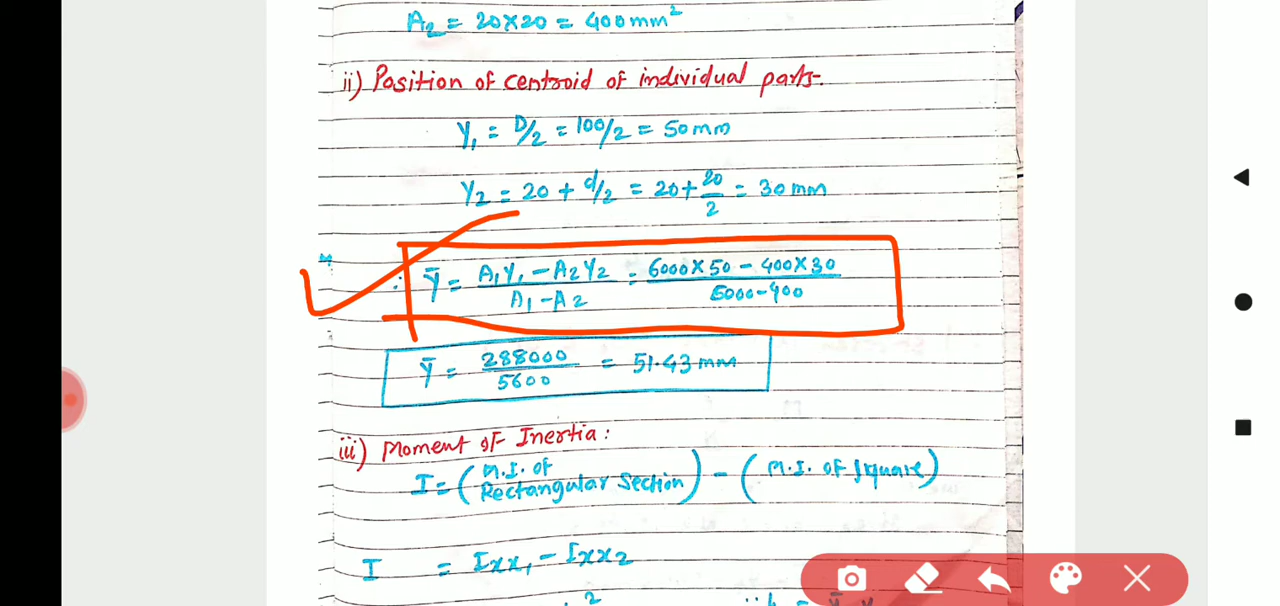 A₂ = 20×20 = 400mm²
ii) Position of centroid of individual parts-
Y₁ = D/2 = 100/2 = 50mm
Y₂ = 20 + d/2 = 20+20/2 = 30mm
∴ Ȳ = A₁Y₁ - A₂Y₂ / A₁ - A₂ = 6000×50 - 400×30 / 6000-400
Ȳ = 288000/5600 = 51.43 mm
iii) Moment of Inertia:
I = (M.I. of Rectangular Section) - (M.I. of Square)
I = Ixx₁ - Ixx₂